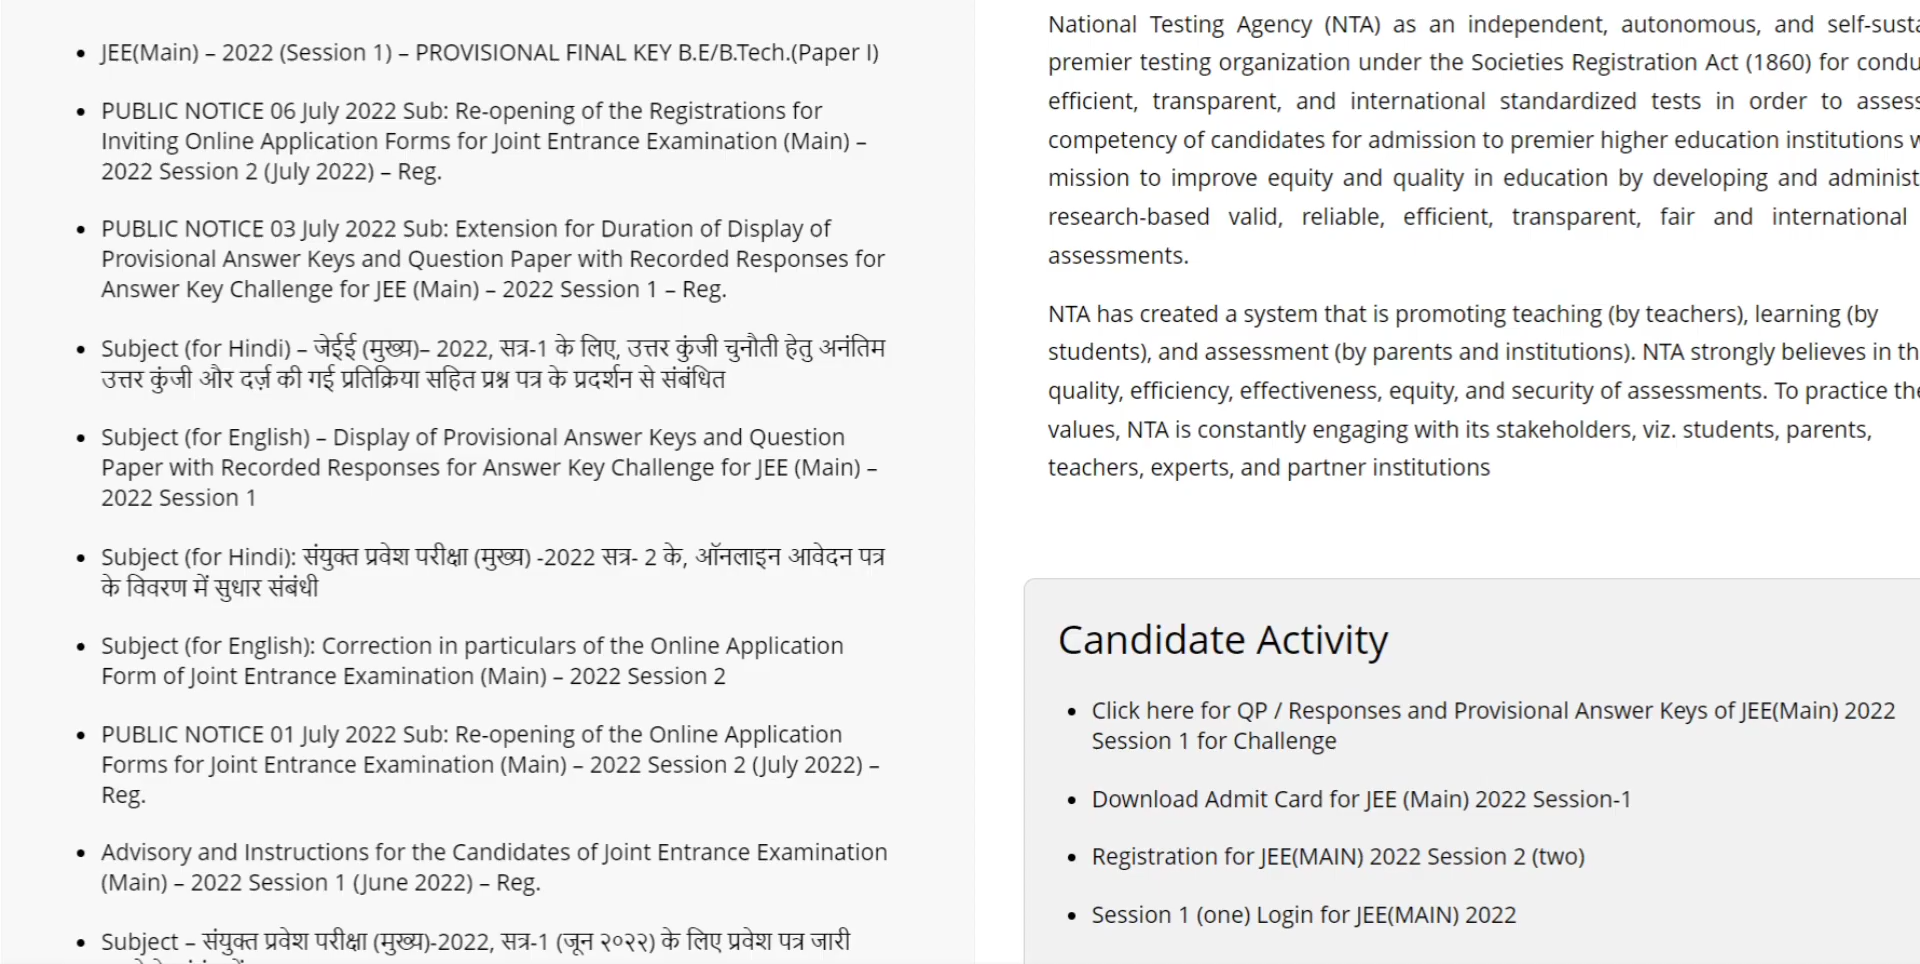 JEE(Main) – 2022 (Session 1) – PROVISIONAL FINAL KEY B.E/B.Tech.(Paper I)
PUBLIC NOTICE 06 July 2022 Sub: Re-opening of the Registrations for
Inviting Online Application Forms for Joint Entrance Examination (Main) –
2022 Session 2 (July 2022) – Reg.
PUBLIC NOTICE 03 July 2022 Sub: Extension for Duration of Display of
Provisional Answer Keys and Question Paper with Recorded Responses for
Answer Key Challenge for JEE (Main) – 2022 Session 1 – Reg.
Subject (for Hindi) – जेईई (मुख्य)– 2022, सत्र-1 के लिए, उत्तर कुंजी चुनौती हेतु अनंतिम
उत्तर कुंजी और दर्ज़ की गई प्रतिक्रिया सहित प्रश्न पत्र के प्रदर्शन से संबंधित
Subject (for English) – Display of Provisional Answer Keys and Question
Paper with Recorded Responses for Answer Key Challenge for JEE (Main) –
2022 Session 1
Subject (for Hindi): संयुक्त प्रवेश परीक्षा (मुख्य) -2022 सत्र- 2 के, ऑनलाइन आवेदन पत्र
के विवरण में सुधार संबंधी
Subject (for English): Correction in particulars of the Online Application
Form of Joint Entrance Examination (Main) – 2022 Session 2
PUBLIC NOTICE 01 July 2022 Sub: Re-opening of the Online Application
Forms for Joint Entrance Examination (Main) – 2022 Session 2 (July 2022) –
Reg.
Advisory and Instructions for the Candidates of Joint Entrance Examination
(Main) – 2022 Session 1 (June 2022) – Reg.
Subject – संयुक्त प्रवेश परीक्षा (मुख्य)-2022, सत्र-1 (जून २०२२) के लिए प्रवेश पत्र जारी
National Testing Agency (NTA) as an independent, autonomous, and
premier testing organization under the Societies Registration Act (1860) for
efficient, transparent, and international standardized tests in order to
competency of candidates for admission to premier higher education institutions
mission to improve equity and quality in education by developing and
research-based valid, reliable, efficient, transparent, fair and international
assessments.
NTA has created a system that is promoting teaching (by teachers), learning (by
students), and assessment (by parents and institutions). NTA strongly believes in
quality, efficiency, effectiveness, equity, and security of assessments. To practice
values, NTA is constantly engaging with its stakeholders, viz. students, parents,
teachers, experts, and partner institutions
Candidate Activity
Click here for QP / Responses and Provisional Answer Keys of JEE(Main) 2022
Session 1 for Challenge
Download Admit Card for JEE (Main) 2022 Session-1
Registration for JEE(MAIN) 2022 Session 2 (two)
Session 1 (one) Login for JEE(MAIN) 2022